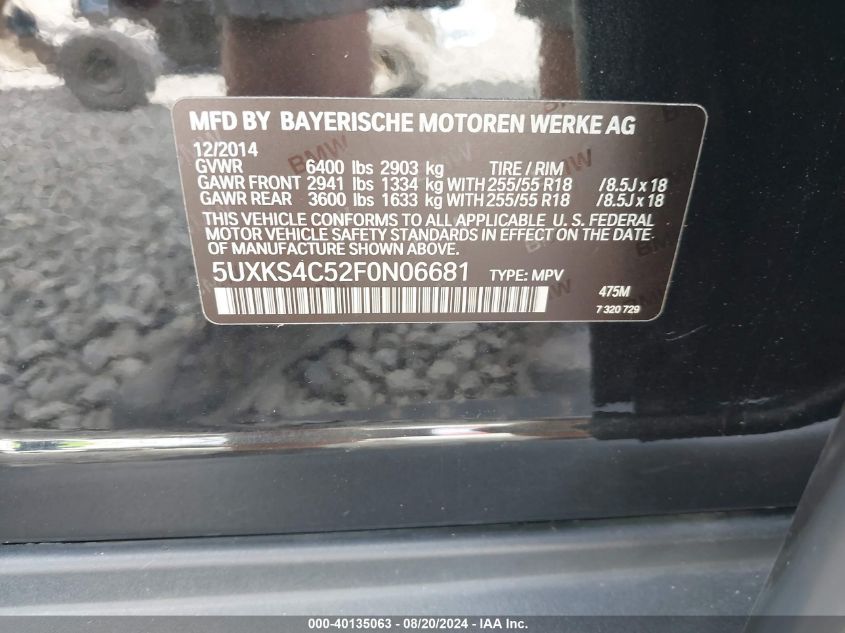 MFD BY BAYERISCHE MOTOREN WERKE AG
12/2014
GVWR 6400 lbs 2903 kg TIRE / RIM
GAWR FRONT 2941 lbs 1334 kg WITH 255/55 R18 /8.5J x 18
GAWR REAR 3600 lbs 1633 kg WITH 255/55 R18 /8.5J x 18
THIS VEHICLE CONFORMS TO ALL APPLICABLE U. S. FEDERAL
MOTOR VEHICLE SAFETY STANDARDS IN EFFECT ON THE DATE
OF MANUFACTURE SHOWN ABOVE.
5UXKS4C52F0N06681 TYPE: MPV
475M
7 320 729
000-40135063 - 08/20/2024 - IAA Inc.